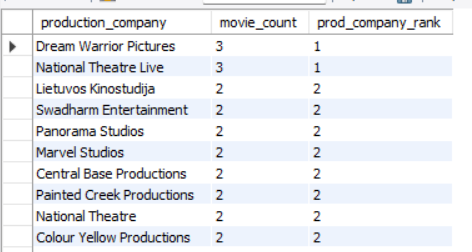 production_company movie_count prod_company_rank
Dream Warrior Pictures 3 1
National Theatre Live 3 1
Lietuvos Kinostudija 2 2
Swadharm Entertainment 2 2
Panorama Studios 2 2
Marvel Studios 2 2
Central Base Productions 2 2
Painted Creek Productions 2 2
National Theatre 2 2
Colour Yellow Productions 2 2